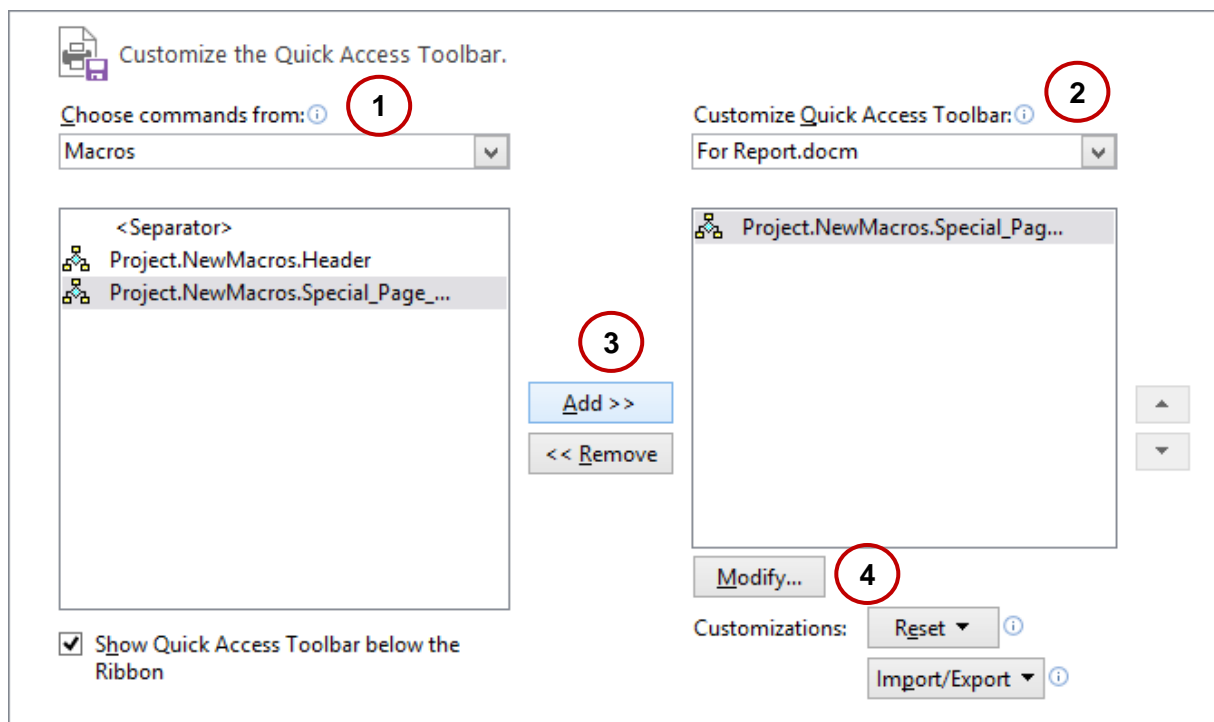 Customize the Quick Access Toolbar.
1
2
Choose commands from:
Customize Quick Access Toolbar:
Macros
For Report.docm
<Separator>
Project.NewMacros.Header
Project.NewMacros.Special_Page_...
Project.NewMacros.Special_Pag...
3
Add >>
<< Remove
Modify...
4
Customizations:
Reset
Import/Export
Show Quick Access Toolbar below the
Ribbon